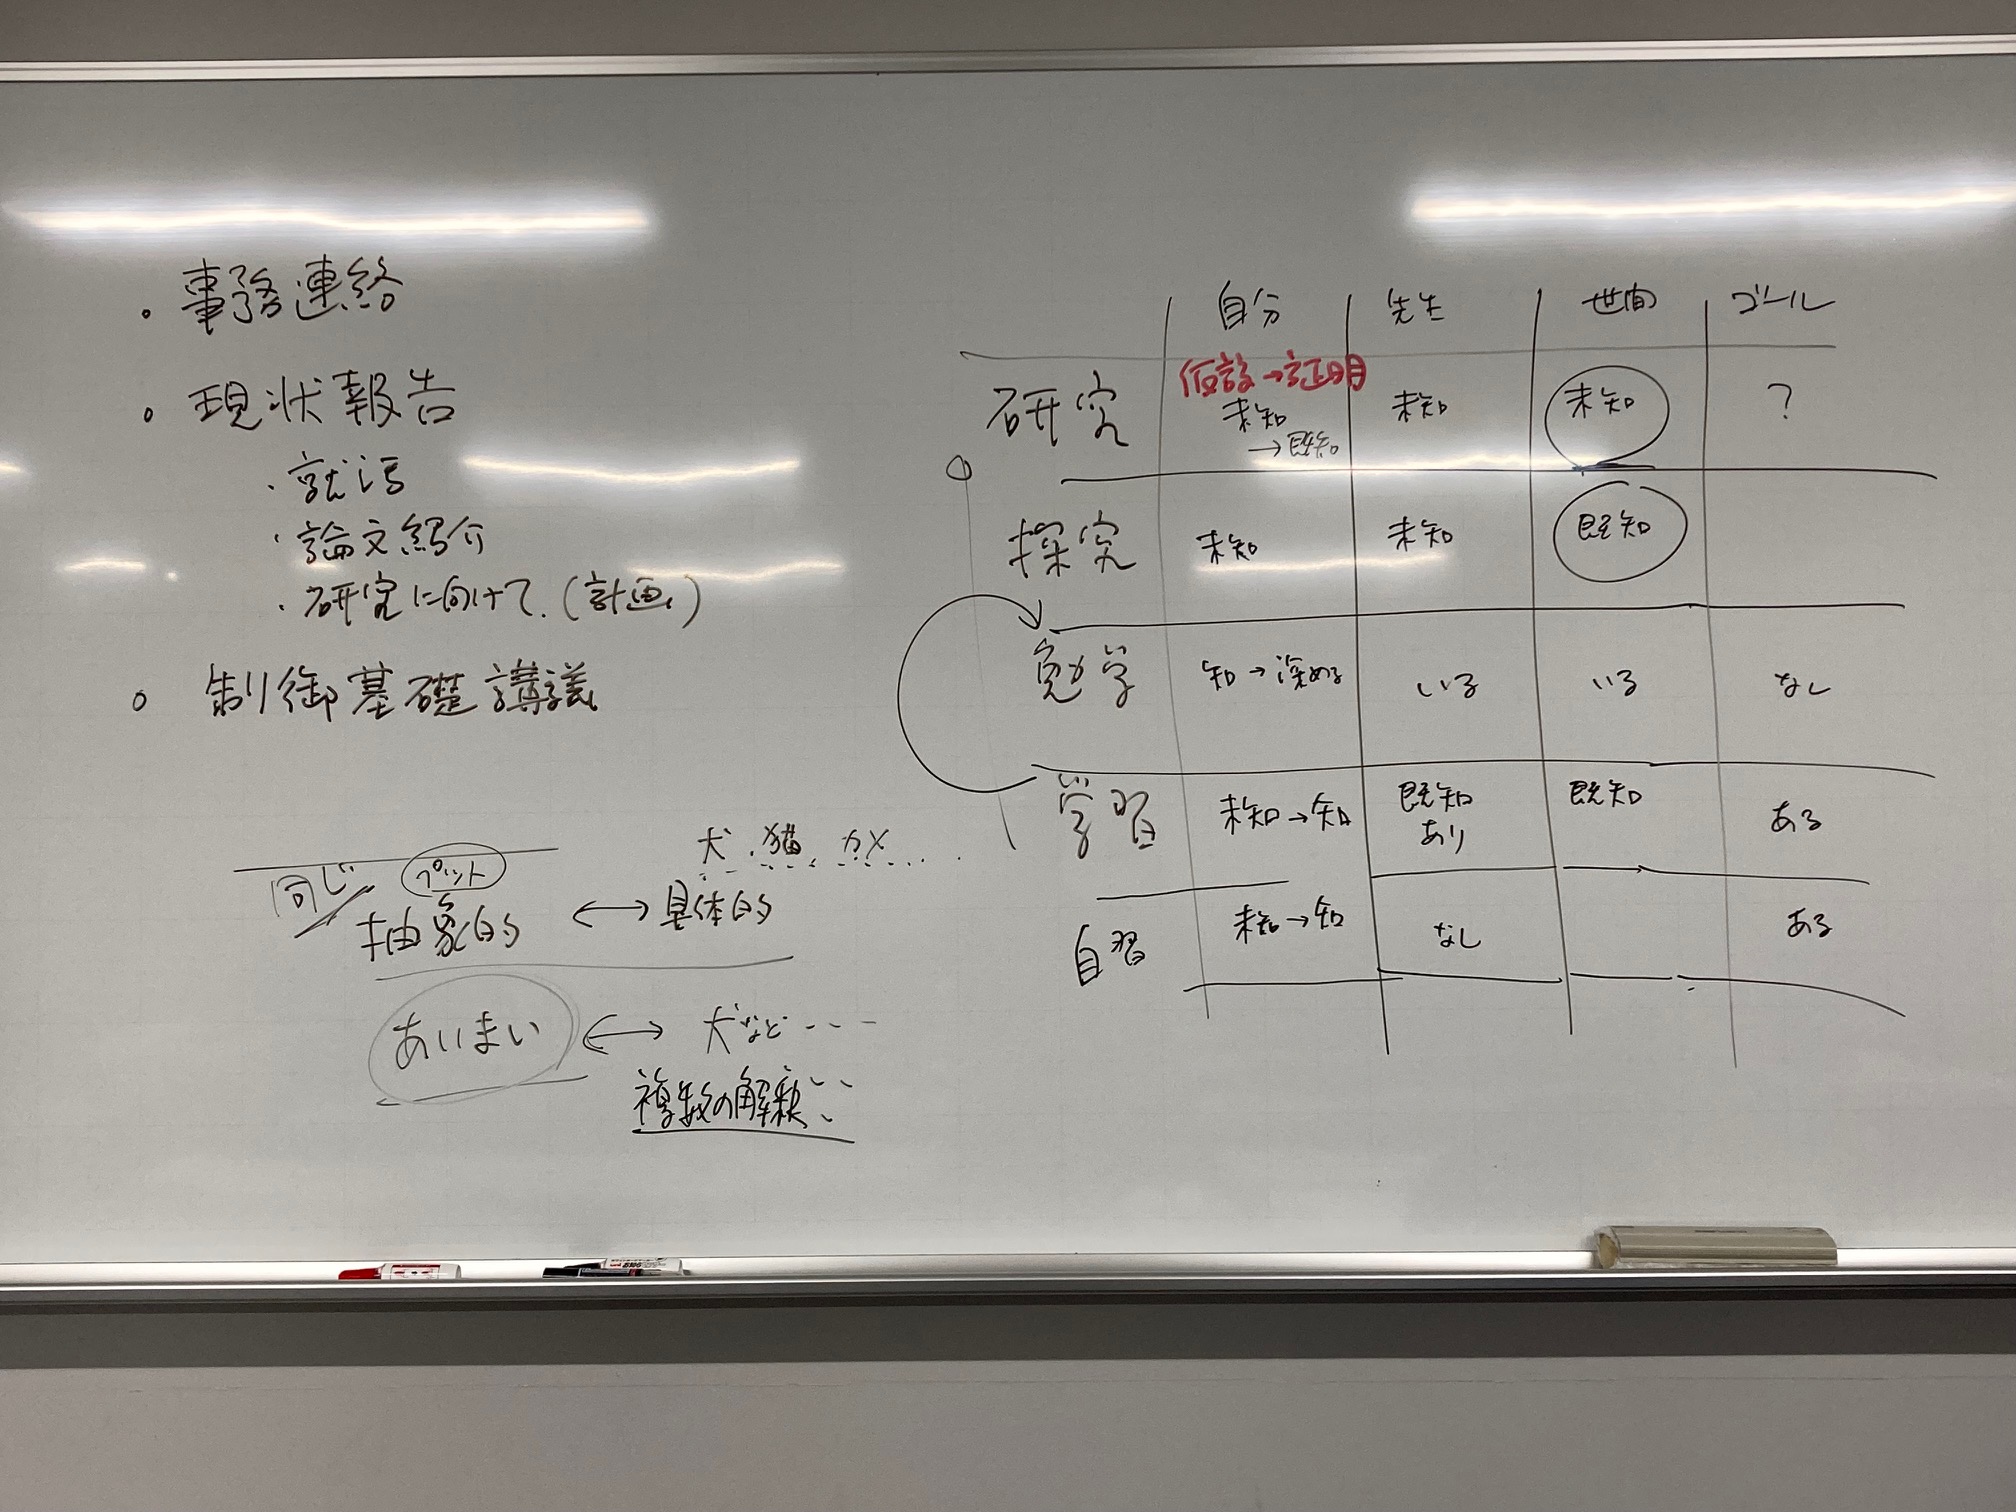 ・事務連絡
・現状報告
・就活
・論文紹介
・研究に向けて.(計画)
○ 制御基礎講義
犬、猫、カメ.....
同じ ペット
抽象的 ↔ 具体的
あいまい ↔ 犬など---
複数の解釈
自分 先生 世間 ゴール
仮説→証明
研究 未知 未知 未知 ?
→既知
探究 未知 未知 既知
勉学 知→深める いる いる なし
学習 未知→知 既知 既知 ある
あり
自習 未知→知 なし ある